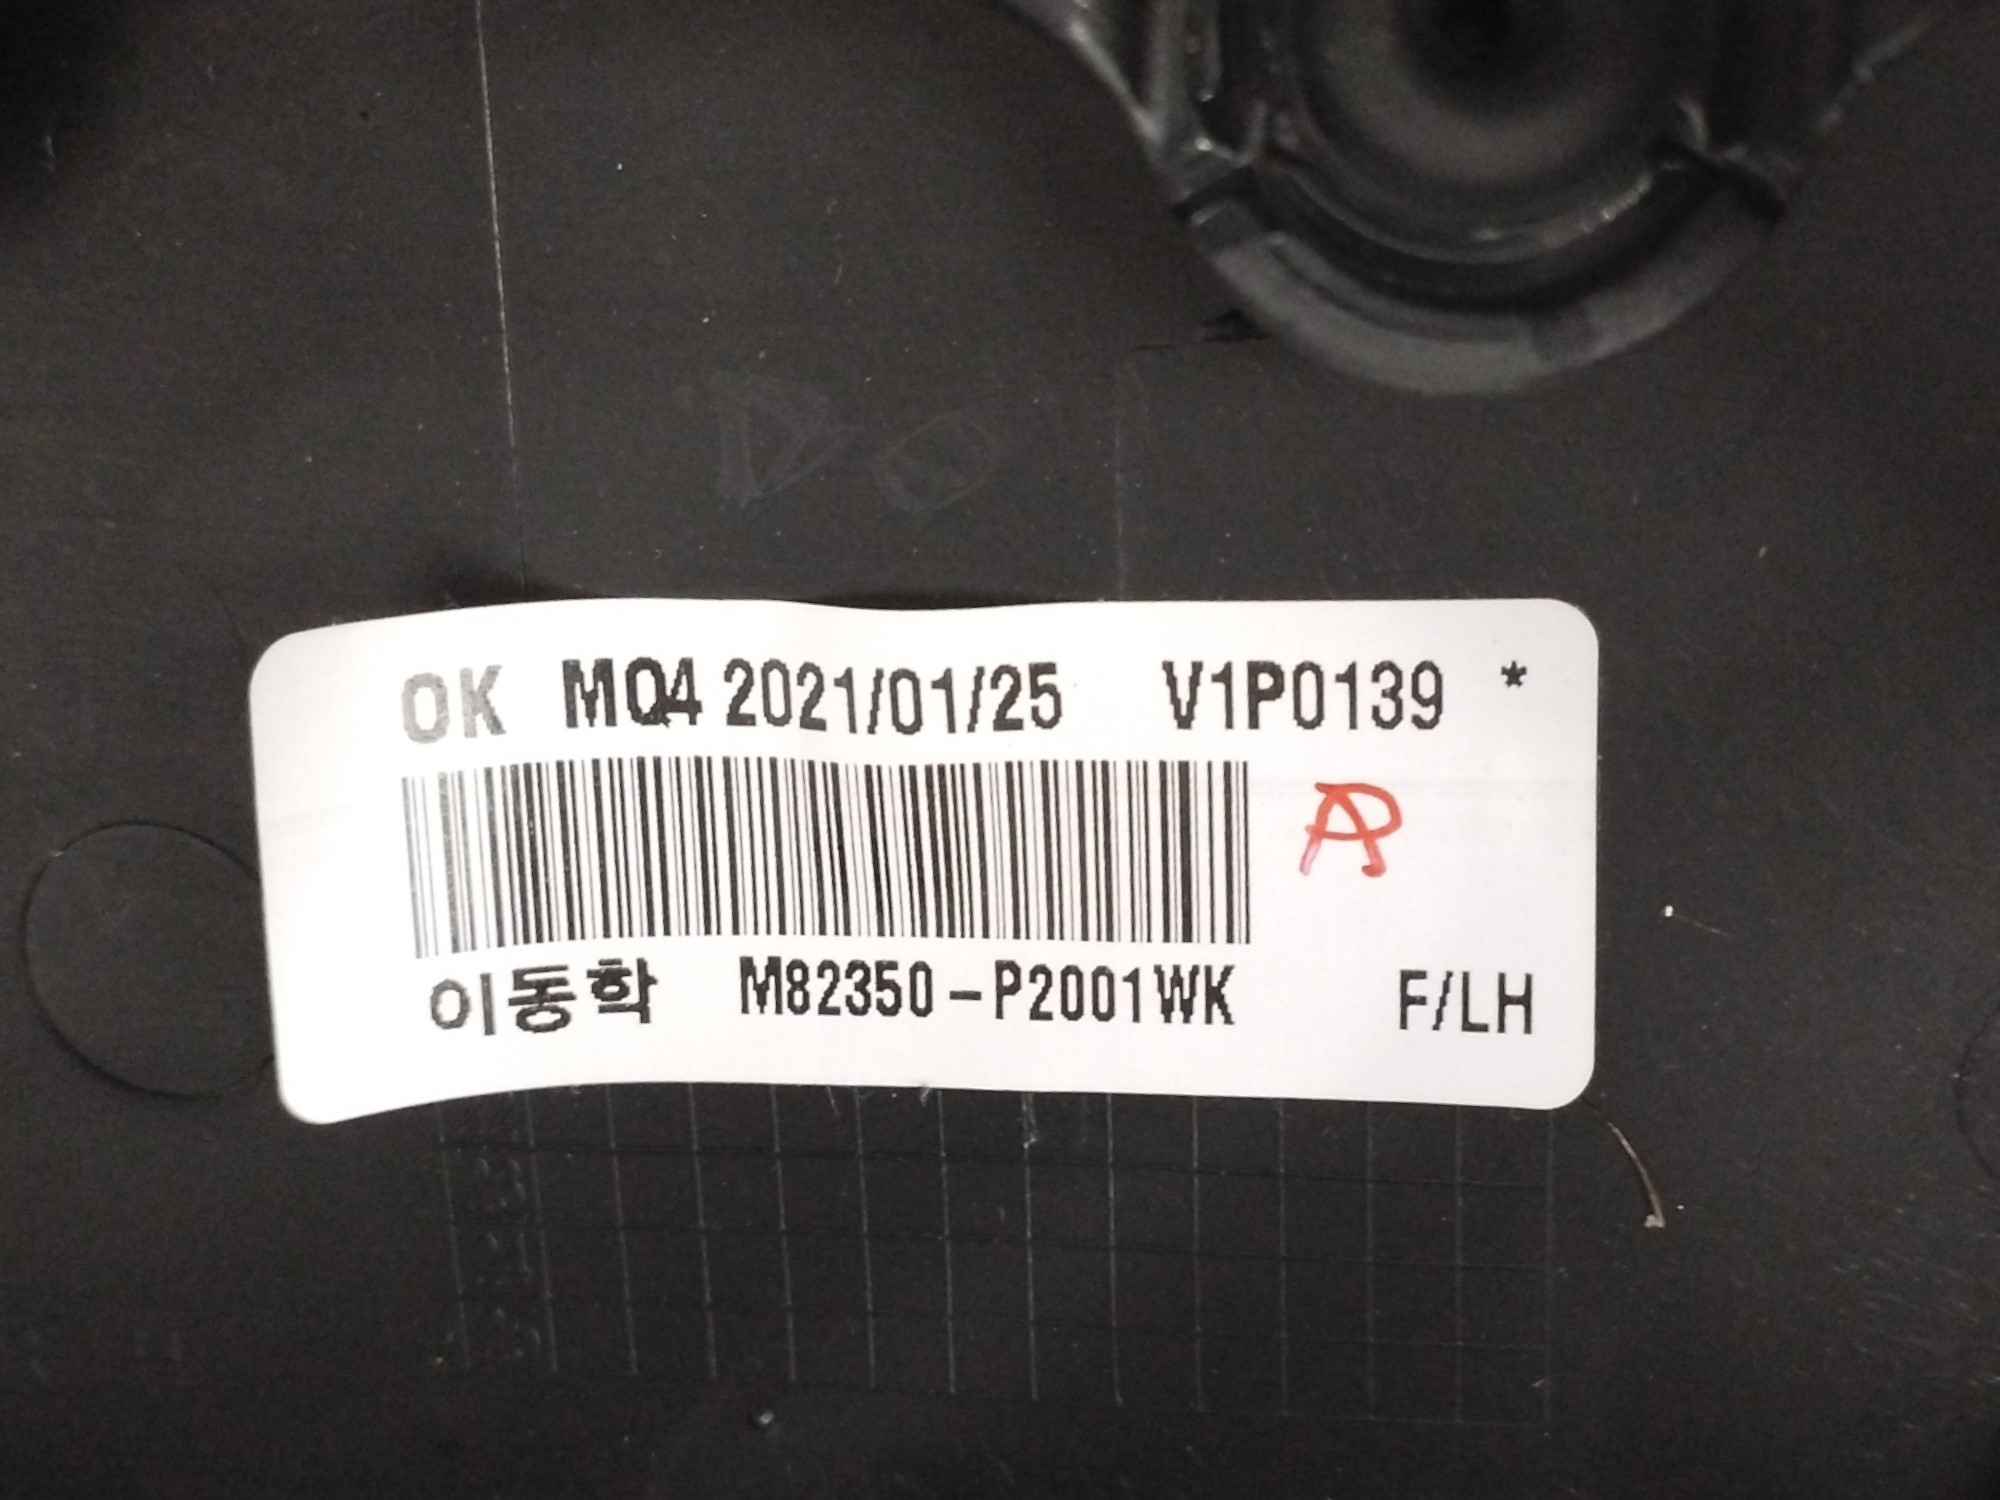 OK MQ4 2021/01/25 V1P0139 *
이동학 M82350-P2001WK F/LH